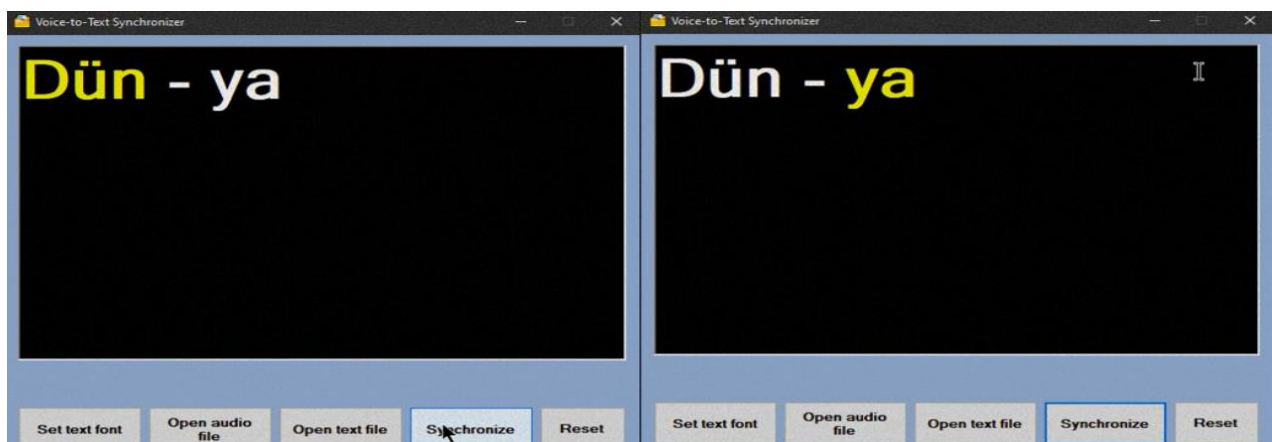 Voice-to-Text Synchronizer
Dün - ya
Set text font
Open audio
file
Open text file
Synchronize
Reset
Voice-to-Text Synchronizer
Dün - ya
Set text font
Open audio
file
Open text file
Synchronize
Reset